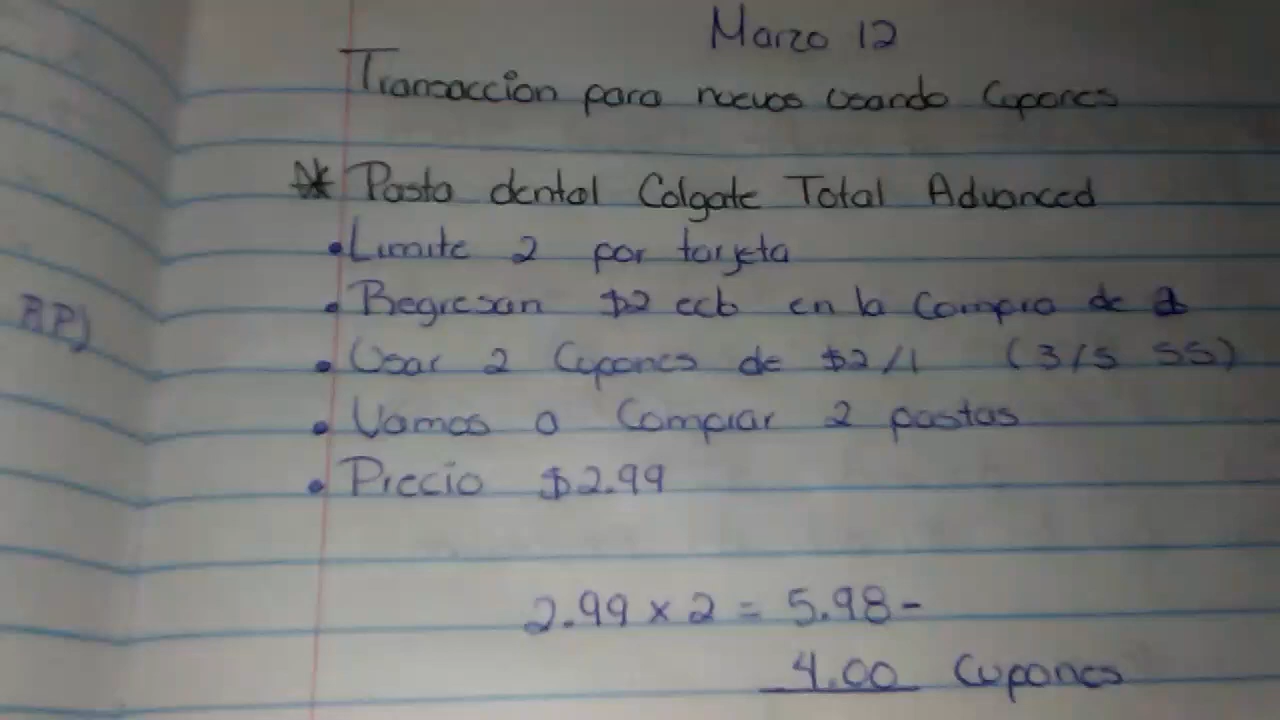 Marzo 12
Transaccion para nuevos usando Cupones
* Pasta dental Colgate Total Advanced
• Limite 2 por tarjeta
• Regresan $2 ecb en la Compra de
• Usar 2 Cupones de $2/1 (3/5 SS)
• Vamos a Comprar 2 pastas
• Precio $2.99
2.99 x 2 = 5.98 -
4.00 Cupones